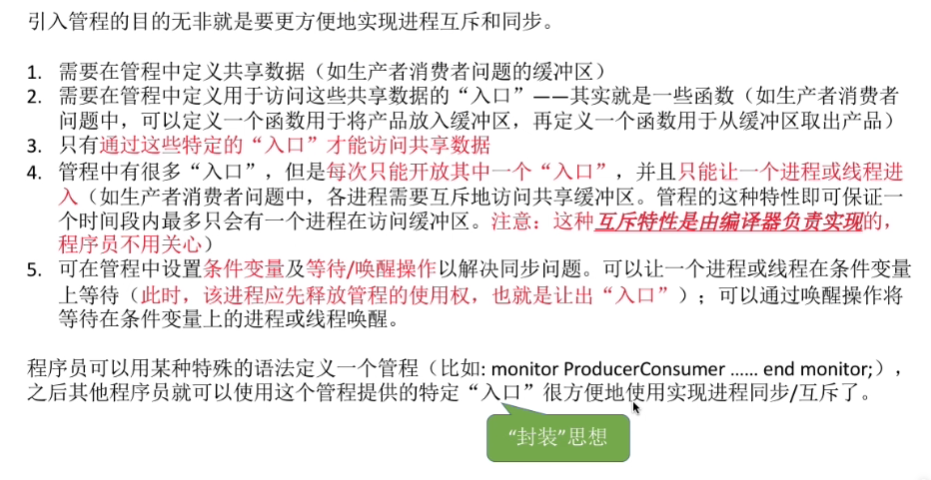 引入管程的目的无非就是要更方便地实现进程互斥和同步。
1. 需要在管程中定义共享数据（如生产者消费者问题的缓冲区）
2. 需要在管程中定义用于访问这些共享数据的“入口”——其实就是一些函数（如生产者消费者
问题中，可以定义一个函数用于将产品放入缓冲区，再定义一个函数用于从缓冲区取出产品）
3. 只有通过这些特定的“入口”才能访问共享数据
4. 管程中有很多“入口”，但是每次只能开放其中一个“入口”，并且只能让一个进程或线程进
入（如生产者消费者问题中，各进程需要互斥地访问共享缓冲区。管程的这种特性即可保证一
个时间段内最多只会有一个进程在访问缓冲区。注意：这种互斥特性是由编译器负责实现的，
程序员不用关心）
5. 可在管程中设置条件变量及等待/唤醒操作以解决同步问题。可以让一个进程或线程在条件变量
上等待（此时，该进程应先释放管程的使用权，也就是让出“入口”）；可以通过唤醒操作将
等待在条件变量上的进程或线程唤醒。
程序员可以用某种特殊的语法定义一个管程（比如: monitor ProducerConsumer ...... end monitor;），
之后其他程序员就可以使用这个管程提供的特定“入口”很方便地使用实现进程同步/互斥了。
“封装”思想